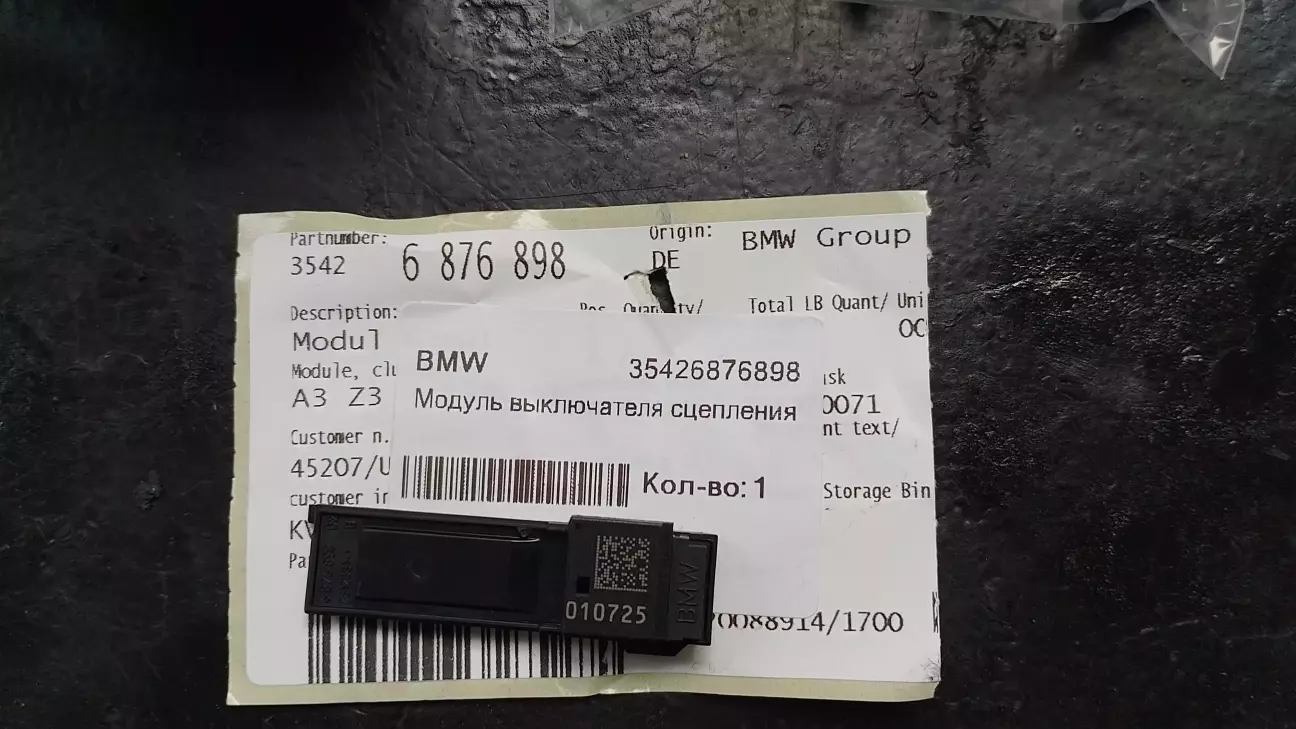 Partnumber: Origin: BMW Group
3542 6 876 898 DE
Description: Total LB Quant/ Uni
Modul
BMW 35426876898
Module, clu
A3 Z3 Модуль выключателя сцепления 0071
nt text/
Customer n.
45207/U
Кол-во: 1 Storage Bin
customer in
KV
Pa
010725 BMW
70088914/1700